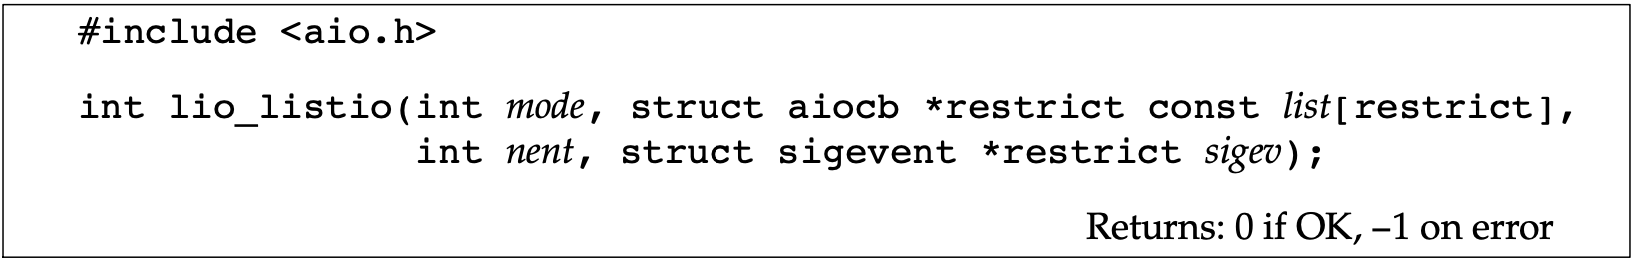 #include <aio.h>
int lio_listio(int mode, struct aiocb *restrict const list[restrict],
int nent, struct sigevent *restrict sigev);
Returns: 0 if OK, −1 on error